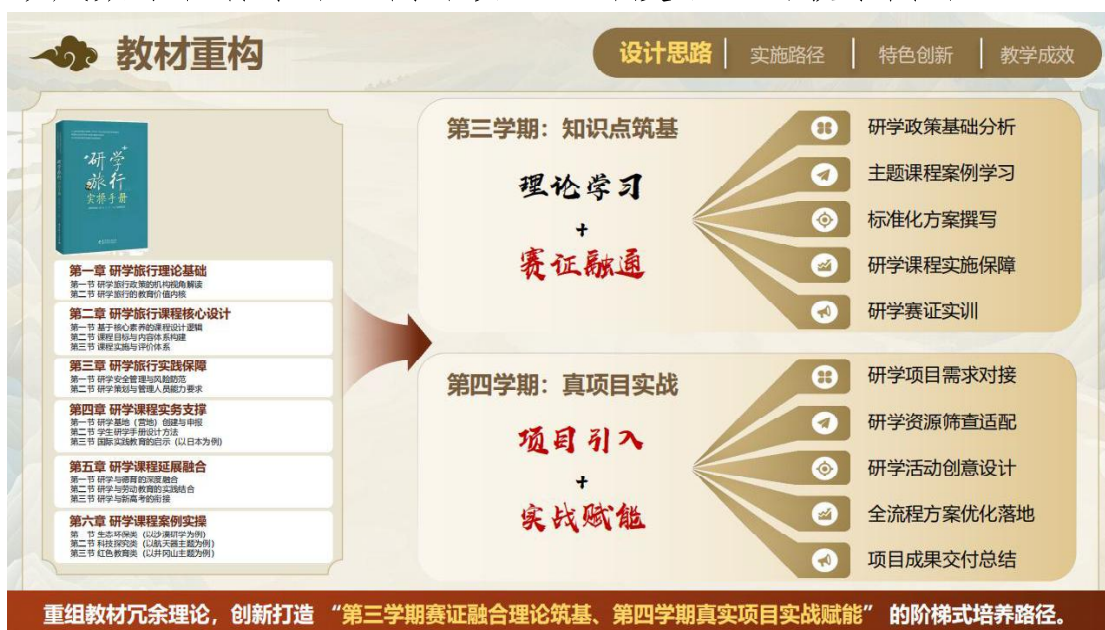 教材重构
设计思路
实施路径
特色创新
教学成效
研学
旅行
实操手册
第一章 研学旅行理论基础
第一节 研学旅行政策的机构视角解读
第二节 研学旅行的教育价值内核
第二章 研学旅行课程核心设计
第一节 基于核心素养的课程设计逻辑
第二节 课程目标与内容体系构建
第三节 课程实施与评价体系
第三章 研学旅行实践保障
第一节 研学安全管理与风险防范
第二节 研学策划与管理人员能力要求
第四章 研学课程实务支撑
第一节 研学基地（营地）创建与申报
第二节 学生研学手册设计方法
第三节 国际实践教育的启示（以日本为例）
第五章 研学课程延展融合
第一节 研学与德育的深度融合
第二节 研学与劳动教育的实践结合
第三节 研学与新高考的衔接
第六章 研学课程案例实操
第一节 生态环保类（以沙漠研学为例）
第二节 科技探究类（以航天器主题为例）
第三节 红色教育类（以井冈山主题为例）
第三学期：知识点筑基
理论学习
+
赛证融通
研学政策基础分析
主题课程案例学习
标准化方案撰写
研学课程实施保障
研学赛证实训
第四学期：真项目实战
项目引入
+
实战赋能
研学项目需求对接
研学资源筛查适配
研学活动创意设计
全流程方案优化落地
项目成果交付总结
重组教材冗余理论，创新打造 “第三学期赛证融合理论筑基、第四学期真实项目实战赋能” 的阶梯式培养路径。